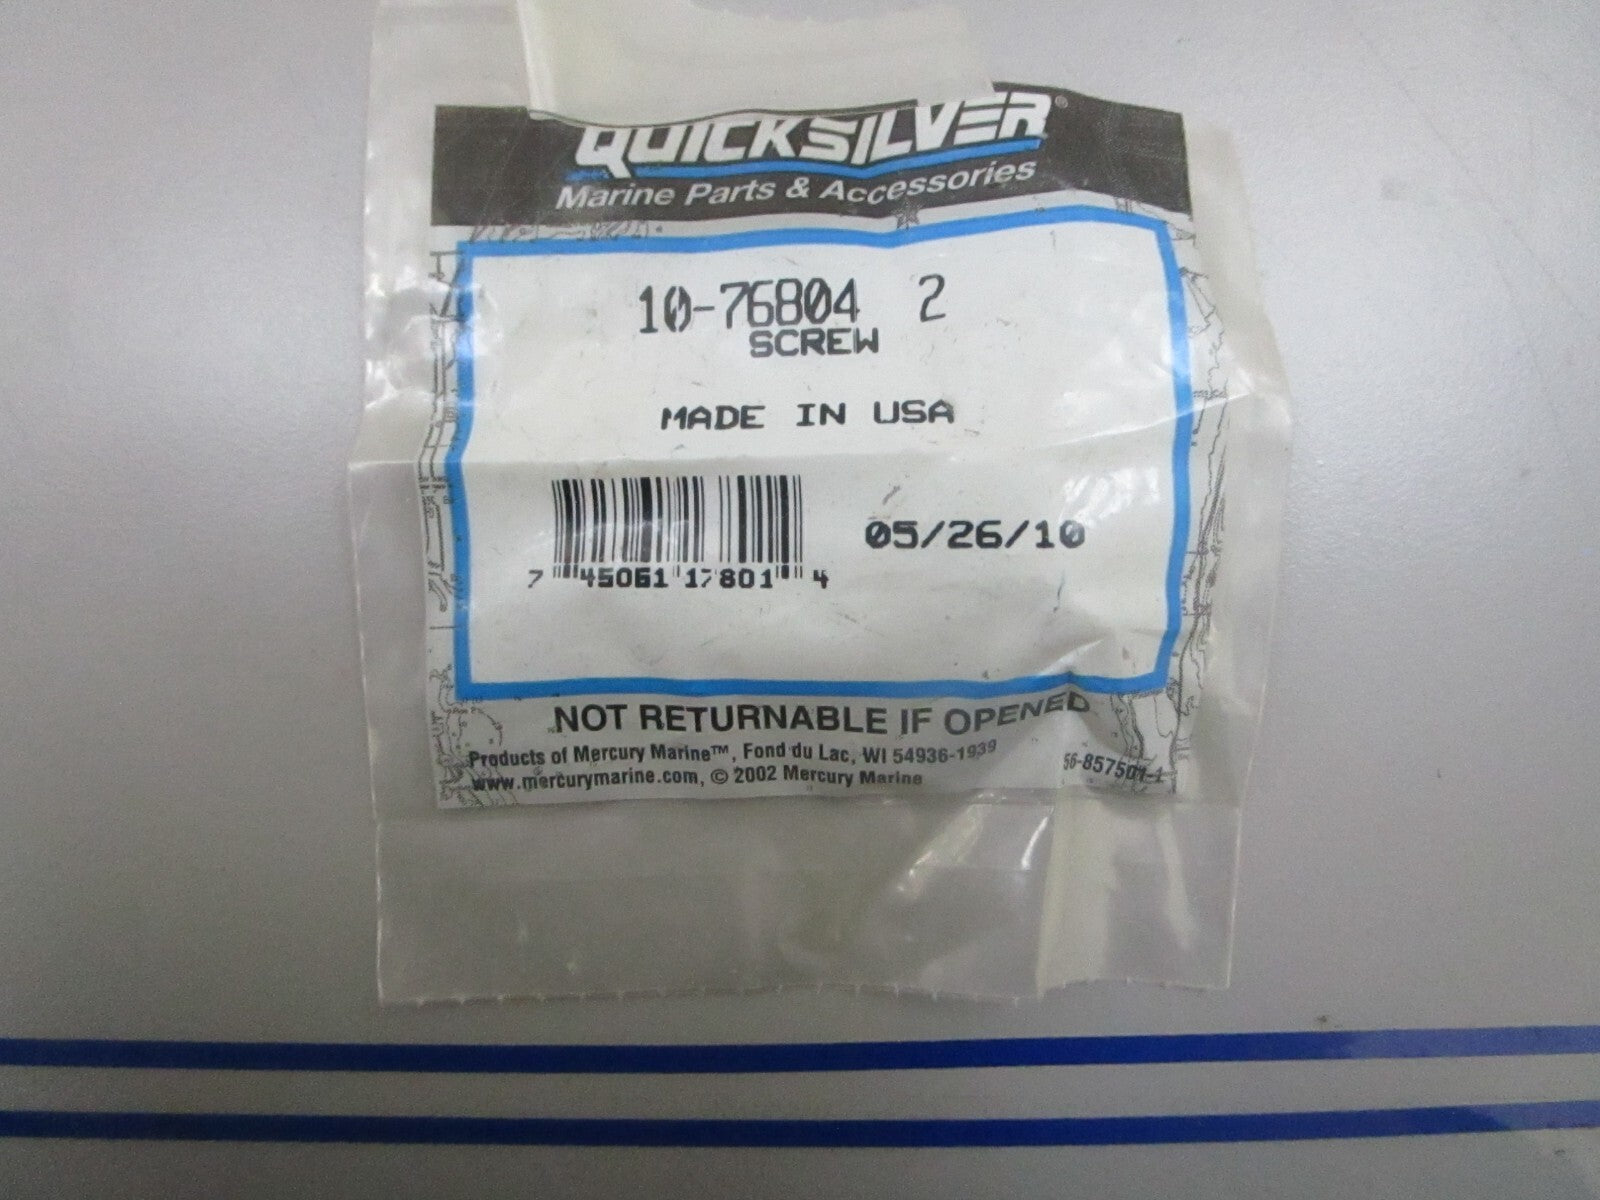 QUICKSILVER®
Marine Parts & Accessories
10-76804 2
SCREW
MADE IN USA
7 45061 17801 4
05/26/10
NOT RETURNABLE IF OPENED
Products of Mercury Marine™, Fond du Lac, WI 54936-1939
www.mercurymarine.com, © 2002 Mercury Marine
56-857501-1